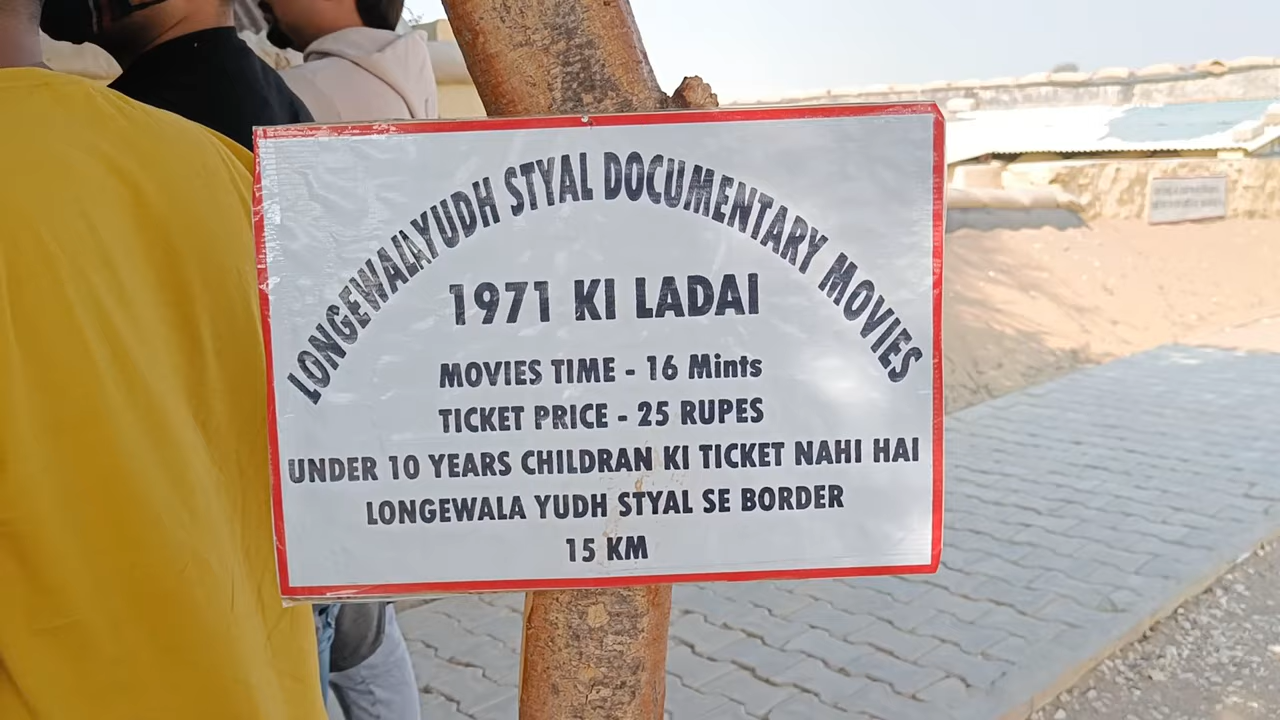 LONGEWALAYUDH STYAL DOCUMENTARY MOVIES
1971 KI LADAI
MOVIES TIME - 16 Mints
TICKET PRICE - 25 RUPES
UNDER 10 YEARS CHILDRAN KI TICKET NAHI HAI
LONGEWALA YUDH STYAL SE BORDER
15 KM